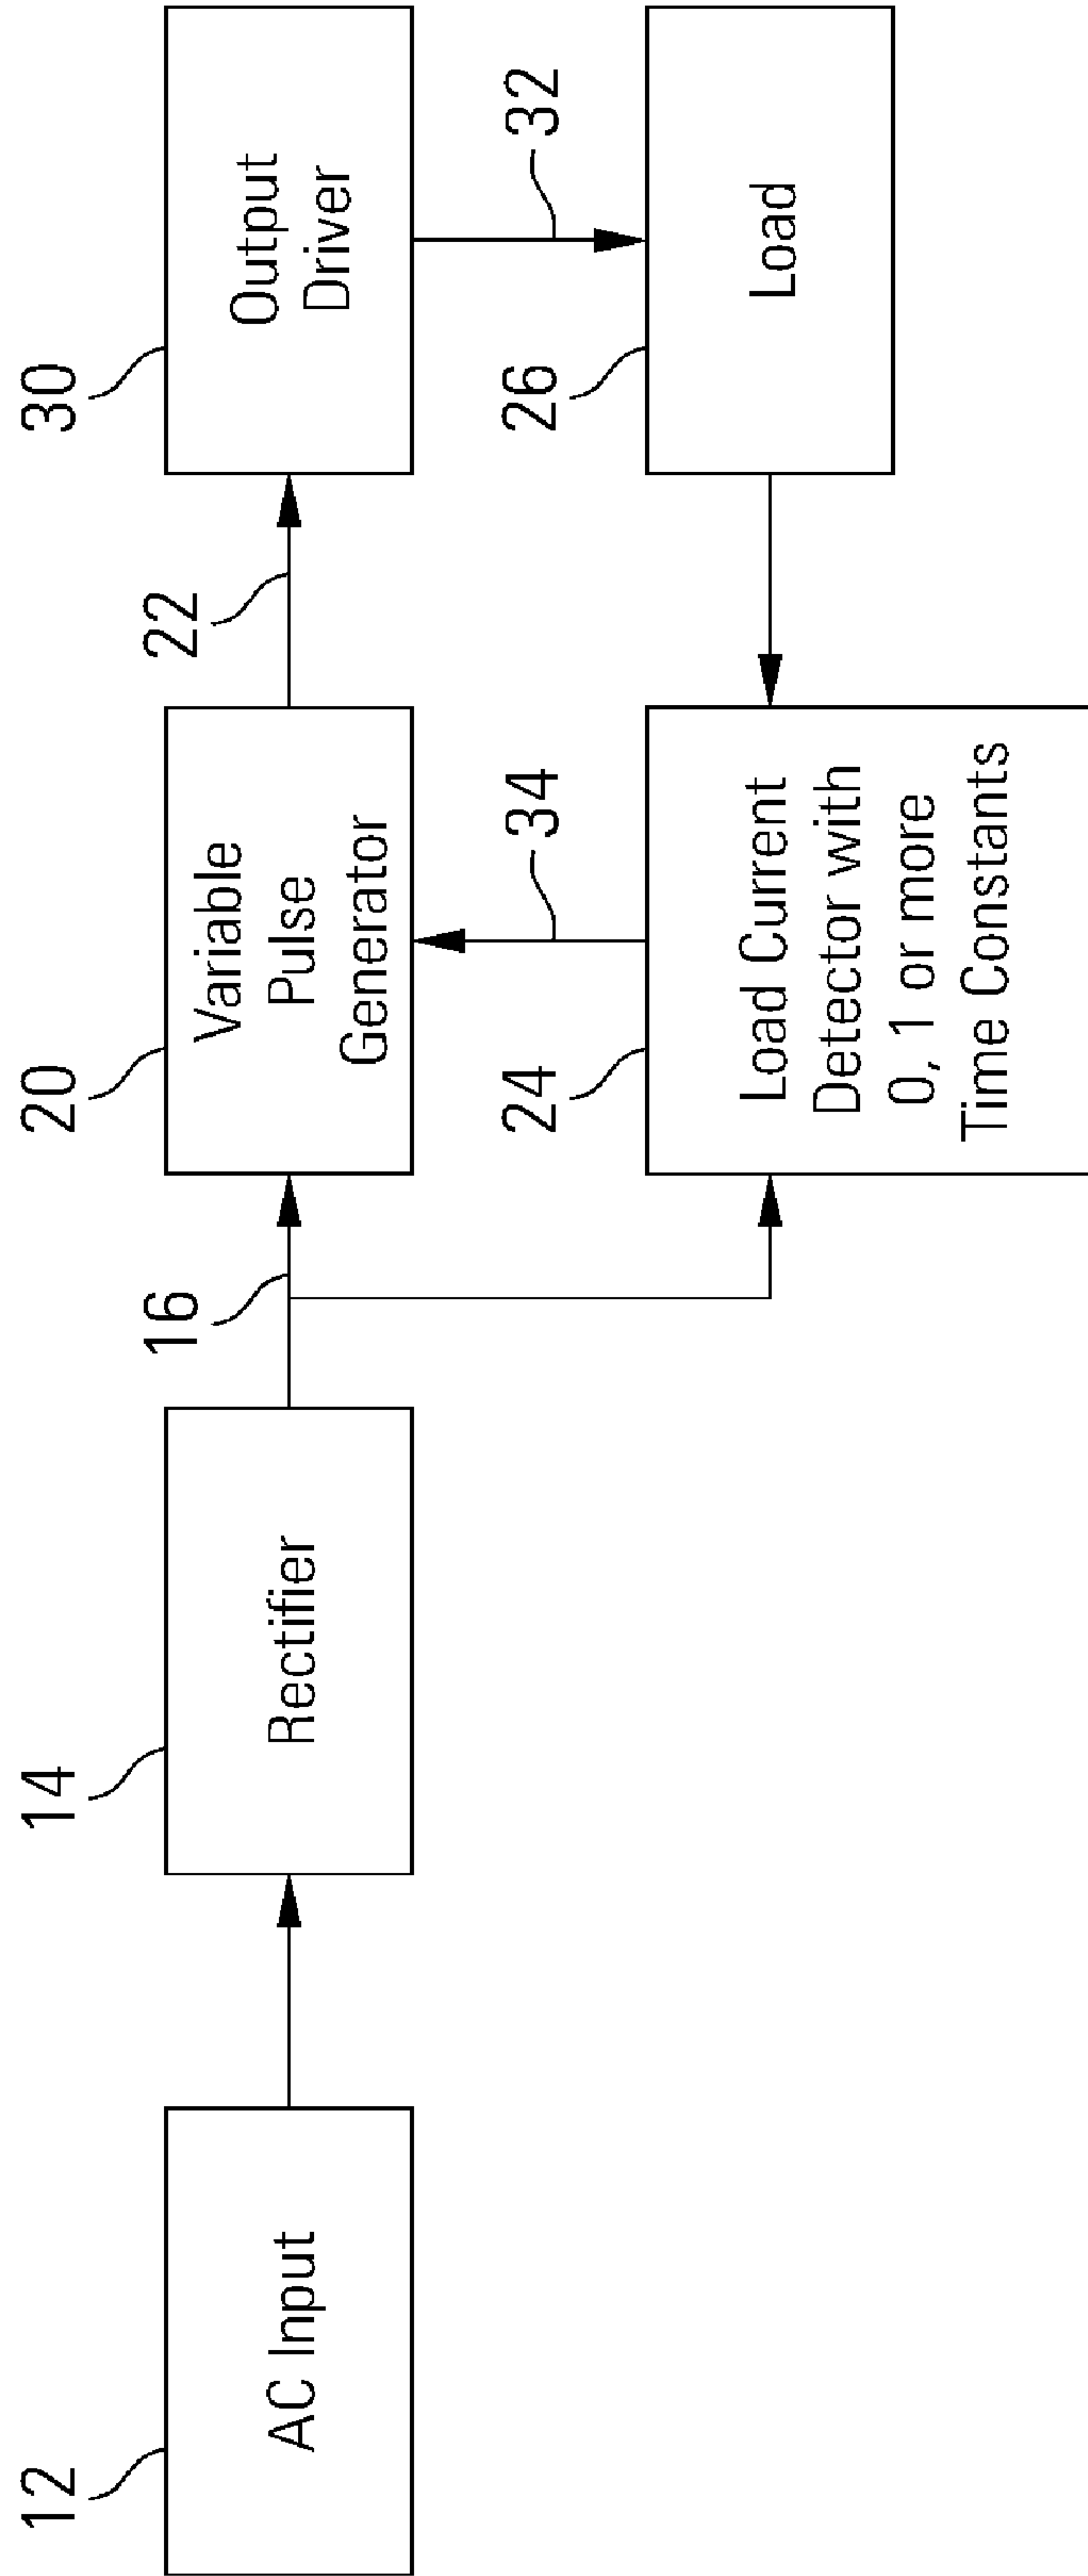 12
AC Input
14
Rectifier
16
20
Variable
Pulse
Generator
22
30
Output
Driver
34
32
24
Load Current
Detector with
0, 1 or more
Time Constants
26
Load